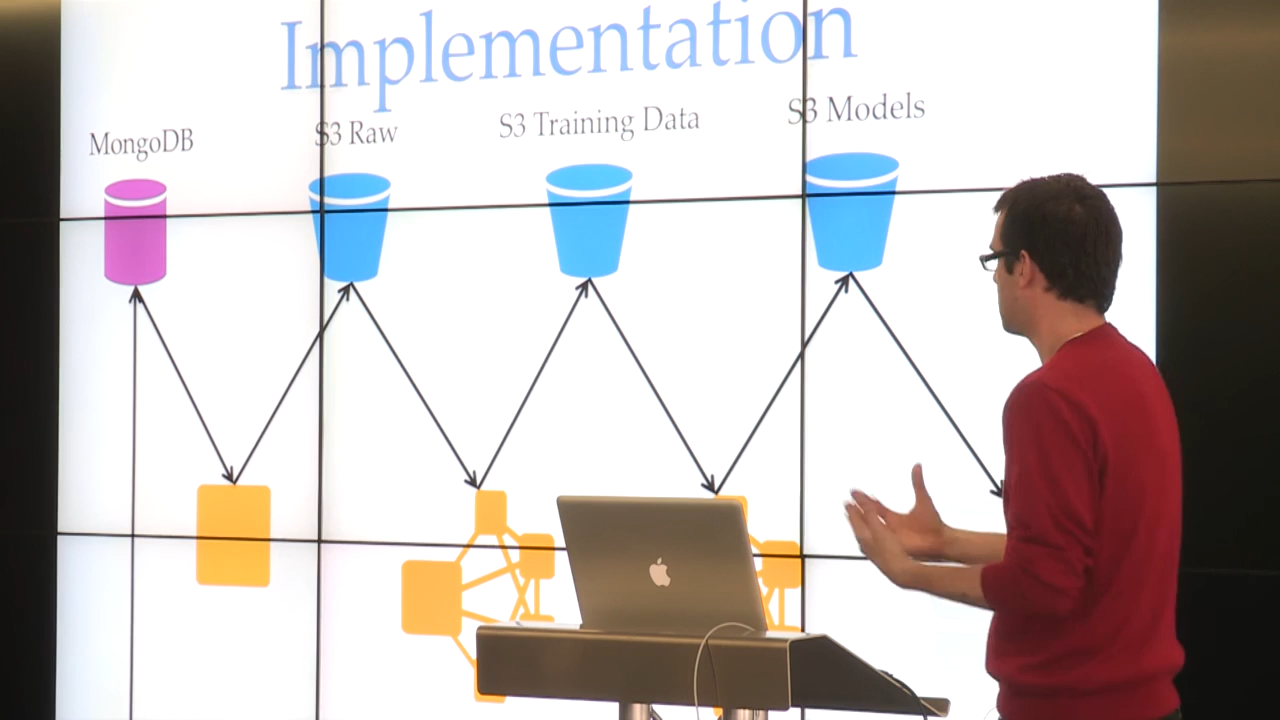 Implementation
MongoDB
S3 Raw
S3 Training Data
S3 Models